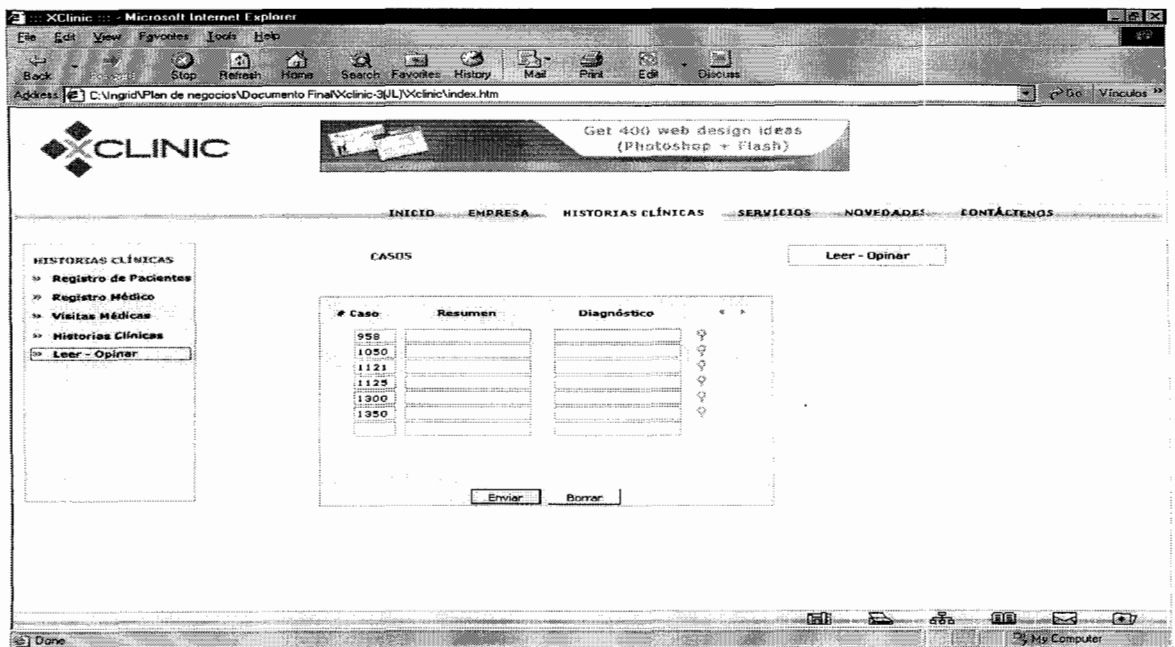 ::: XClinic ::: - Microsoft Internet Explorer
File Edit View Favorites Tools Help
Back Forward Stop Refresh Home Search Favorites History Mail Print Edit Discuss
Address C:\Ingrid\Plan de negocios\Documento Final\Xclinic-3(JL)\Xclinic\index.htm Go Vínculos »
XCLINIC
Get 400 web design ideas
(Photoshop + Flash)
INICIO EMPRESA HISTORIAS CLÍNICAS SERVICIOS NOVEDADES CONTÁCTENOS
HISTORIAS CLÍNICAS
» Registro de Pacientes
» Registro Médico
» Visitas Médicas
» Historias Clínicas
» Leer - Opinar
CASOS
Leer - Opinar
# Caso Resumen Diagnóstico
958
1050
1121
1125
1300
1350
Enviar Borrar
Done My Computer